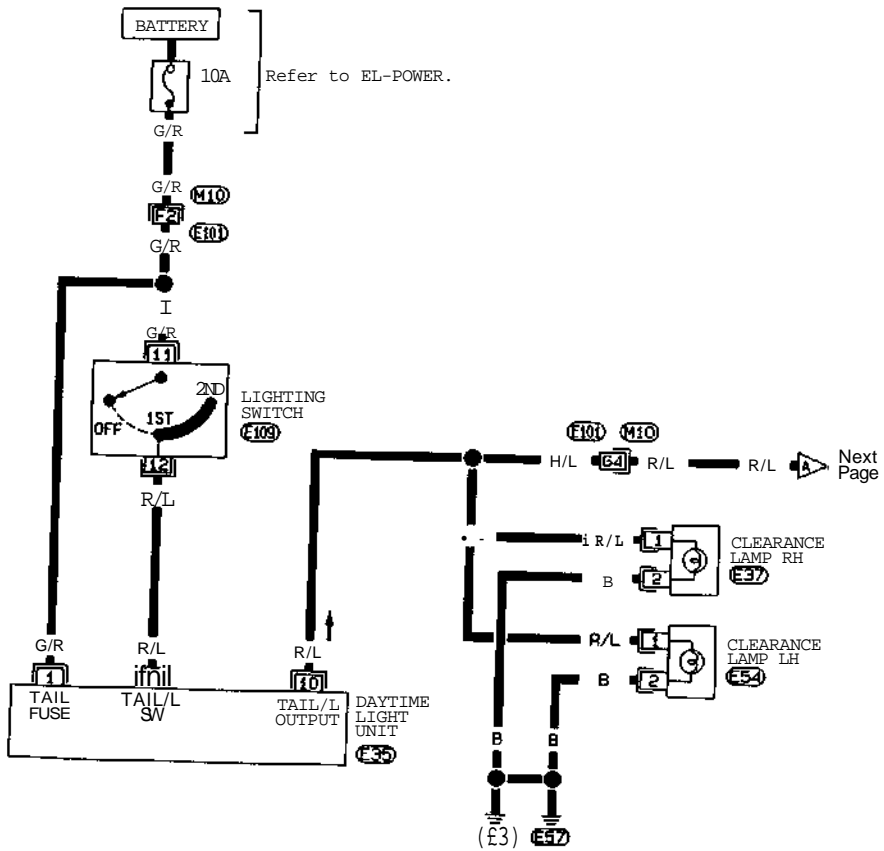 BATTERY
10A
Refer to EL-POWER.
G/R
G/R
M10
F2
E101
G/R
I
G/R
11
2ND
1ST
OFF
LIGHTING
SWITCH
E109
12
R/L
E101
M10
H/L
G4
R/L
R/L
A
Next
Page
i R/L
1
CLEARANCE
LAMP RH
E37
B
2
R/L
1
CLEARANCE
LAMP LH
E54
B
2
G/R
R/L
R/L
1
ifnil
10
TAIL
FUSE
TAIL/L
SW
TAIL/L
OUTPUT
DAYTIME
LIGHT
UNIT
E35
B
B
(£3)
E57